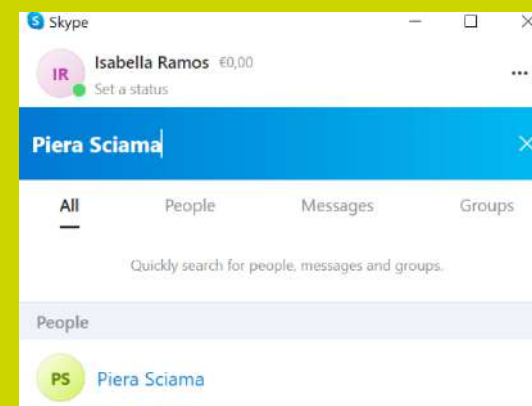 Skype
IR Isabella Ramos €0,00
Set a status
Piera Sciama
All People Messages Groups
Quickly search for people, messages and groups.
People
PS Piera Sciama